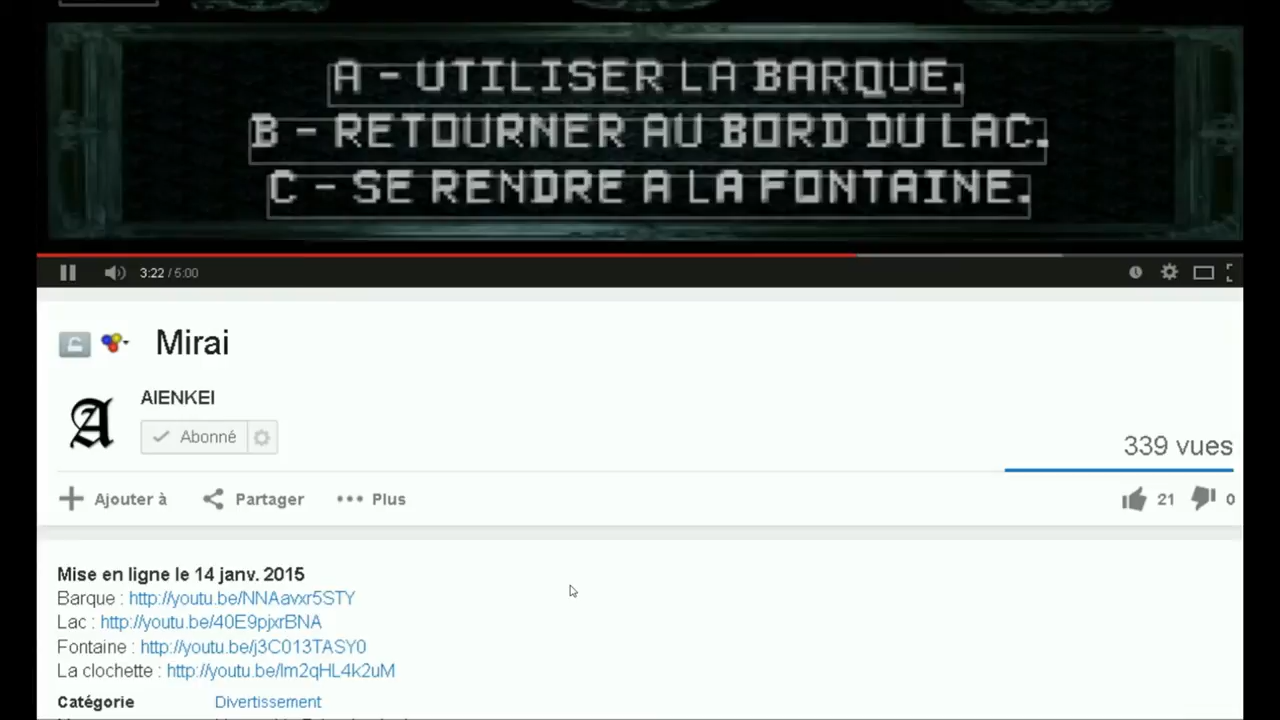 A - UTILISER LA BARQUE.
B - RETOURNER AU BORD DU LAC.
C - SE RENDRE A LA FONTAINE.
3:22 / 5:00
Mirai
A
AIENKEI
Abonné
339 vues
Ajouter à Partager Plus
21 0
Mise en ligne le 14 janv. 2015
Barque : http://youtu.be/NNAavxr5STY
Lac : http://youtu.be/40E9pjxrBNA
Fontaine : http://youtu.be/j3C013TASY0
La clochette : http://youtu.be/lm2qHL4k2uM
Catégorie Divertissement